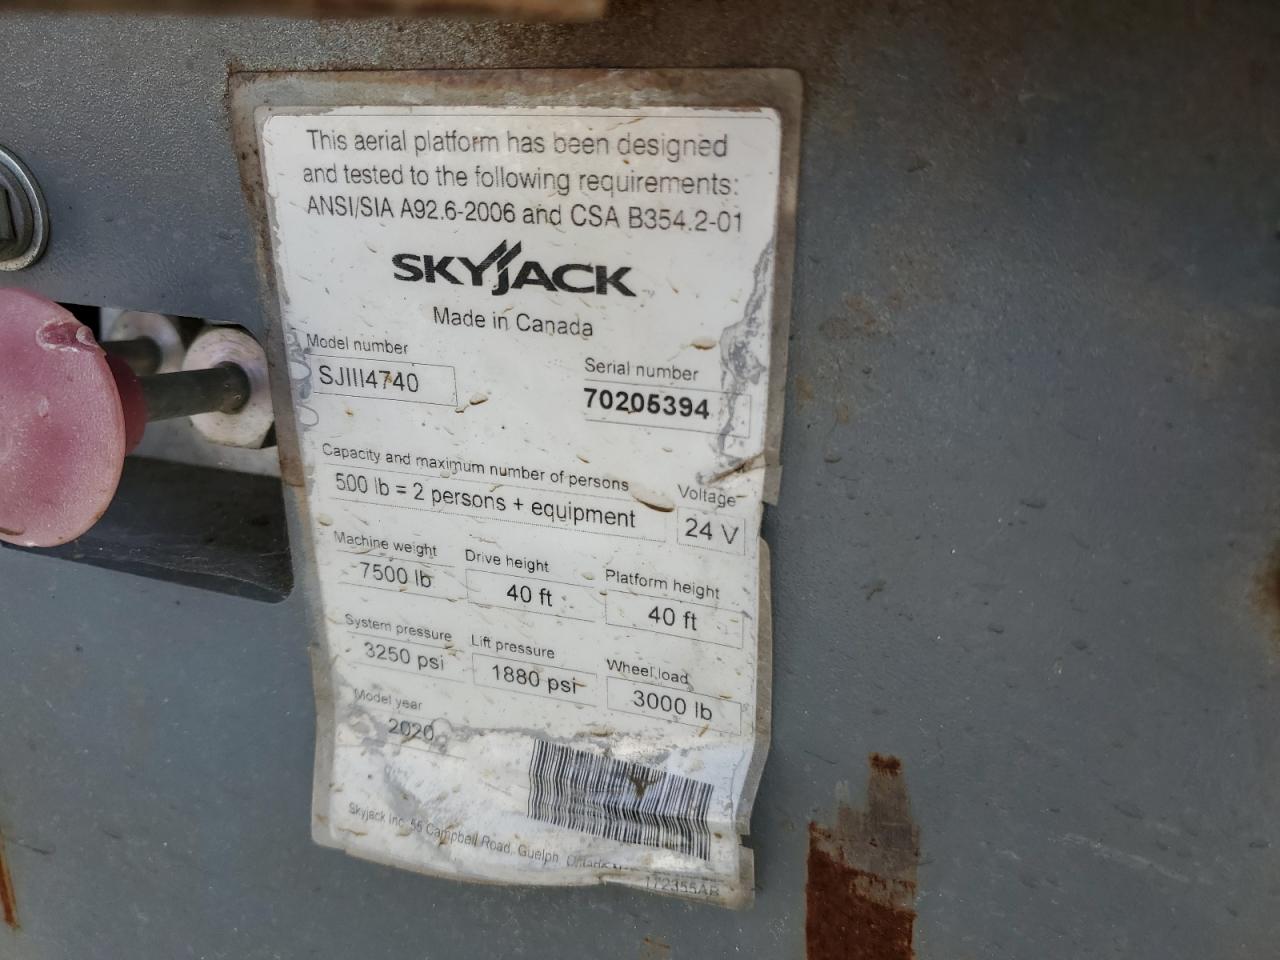 This aerial platform has been designed
and tested to the following requirements:
ANSI/SIA A92.6-2006 and CSA B354.2-01
SKYJACK
Made in Canada
Model number
SJIII4740
Serial number
70205394
Capacity and maximum number of persons
500 lb = 2 persons + equipment
Voltage
24 V
Machine weight
7500 lb
Drive height
40 ft
Platform height
40 ft
System pressure
3250 psi
Lift pressure
1880 psi
Wheel load
3000 lb
Model year
2020
Skyjack Inc. 55 Campbell Road, Guelph, Ontario
172355AB